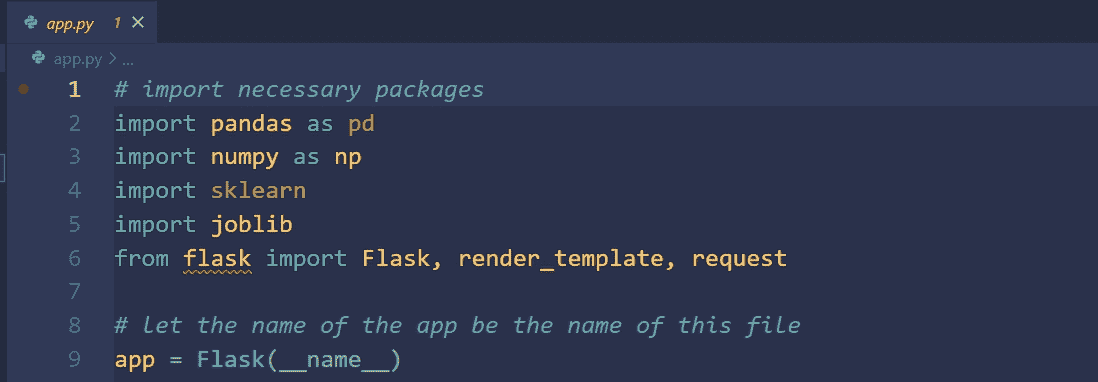 app.py 1 ×
app.py > ...
1 # import necessary packages
2 import pandas as pd
3 import numpy as np
4 import sklearn
5 import joblib
6 from flask import Flask, render_template, request
7
8 # let the name of the app be the name of this file
9 app = Flask(__name__)